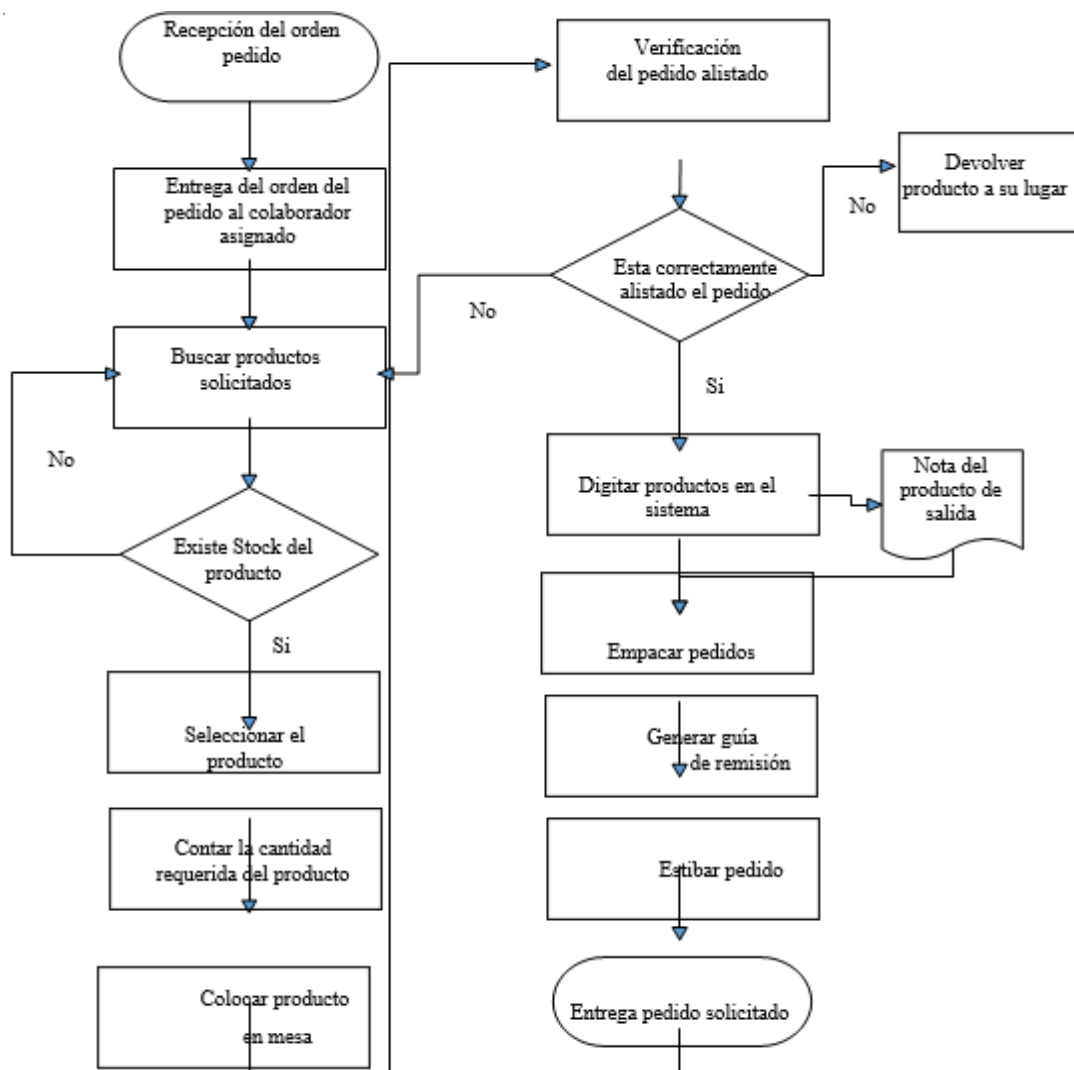 Recepción del orden
pedido
Entrega del orden del
pedido al colaborador
asignado
Buscar productos
solicitados
No
Existe Stock del
producto
Si
Seleccionar el
producto
Contar la cantidad
requerida del producto
Colocar producto
en mesa
Verificación
del pedido alistado
Devolver
producto a su lugar
No
Esta correctamente
alistado el pedido
No
Si
Digitar productos en el
sistema
Nota del
producto de
salida
Empacar pedidos
Generar guía
de remisión
Estibar pedido
Entrega pedido solicitado